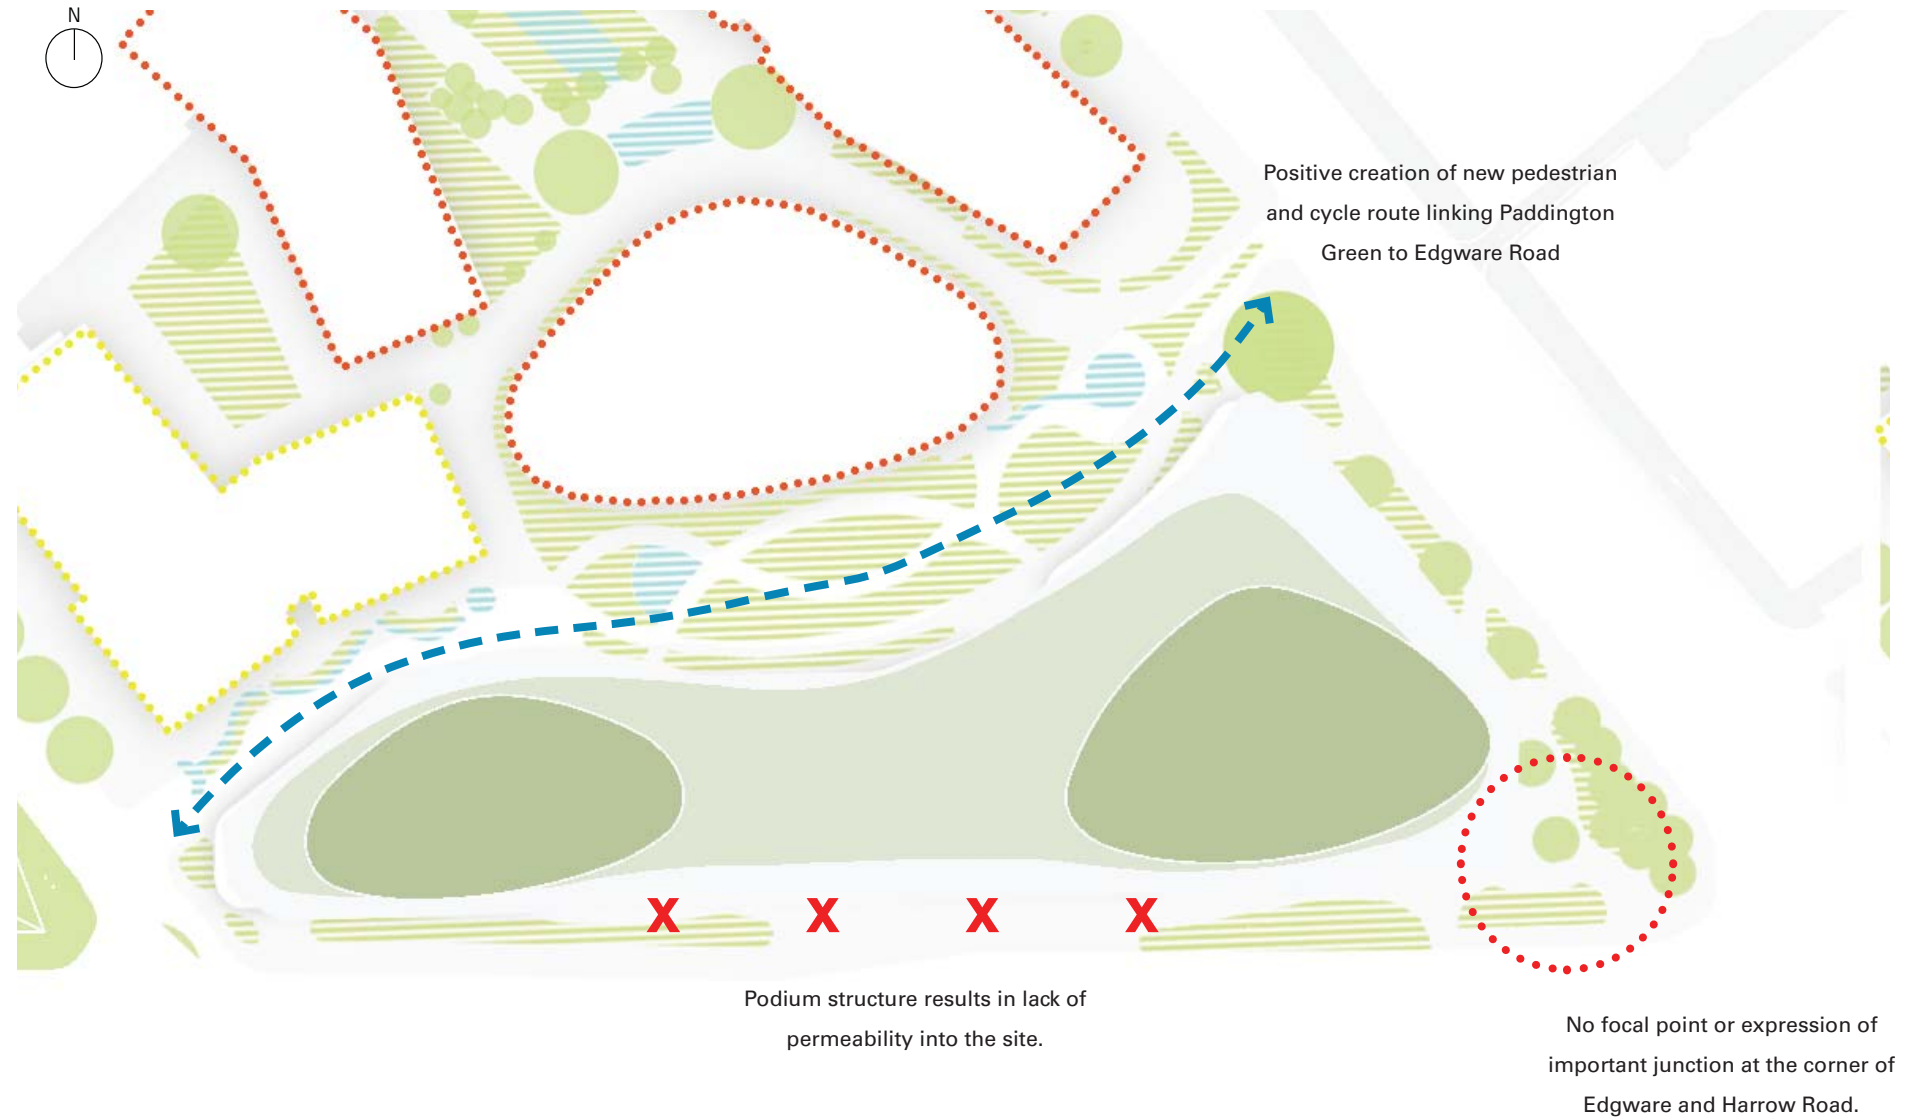 N
Positive creation of new pedestrian
and cycle route linking Paddington
Green to Edgware Road
X X X X
Podium structure results in lack of
permeability into the site.
No focal point or expression of
important junction at the corner of
Edgware and Harrow Road.